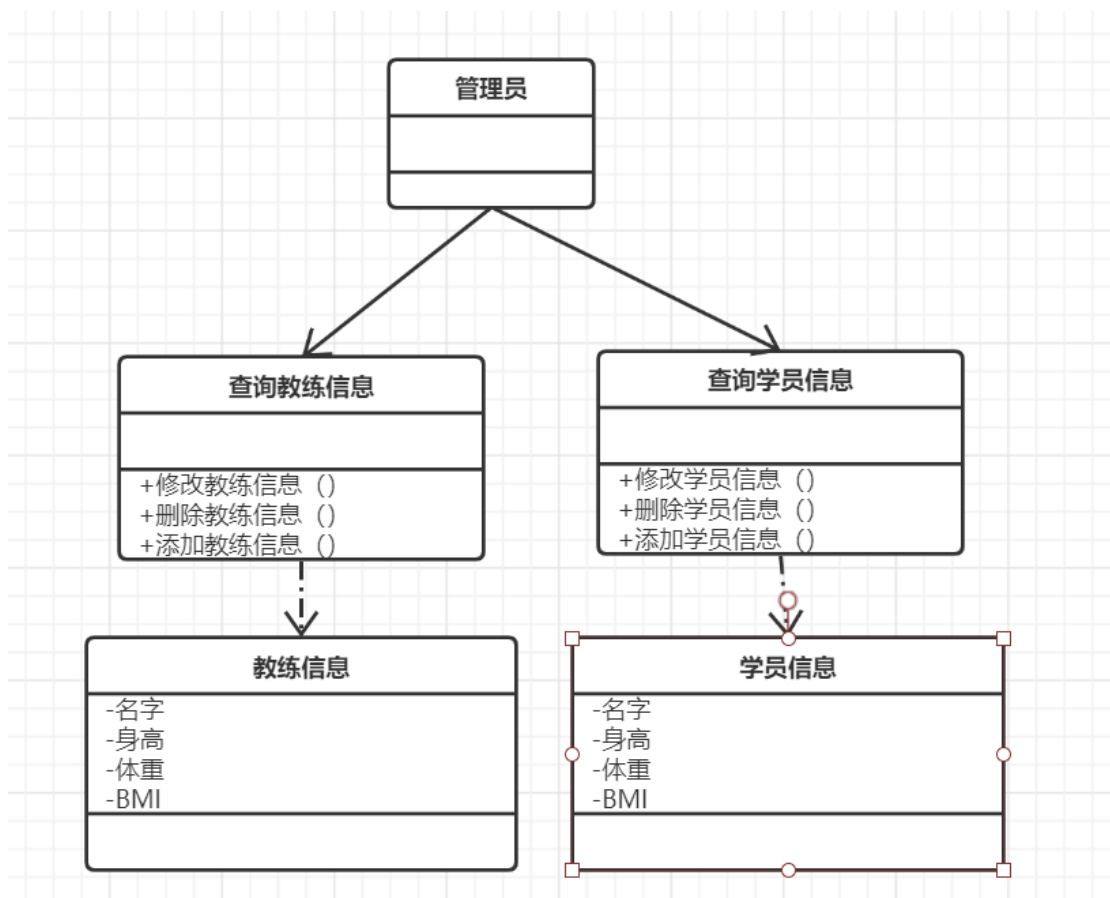 管理员
查询教练信息
+修改教练信息（）
+删除教练信息（）
+添加教练信息（）
查询学员信息
+修改学员信息（）
+删除学员信息（）
+添加学员信息（）
教练信息
-名字
-身高
-体重
-BMI
学员信息
-名字
-身高
-体重
-BMI